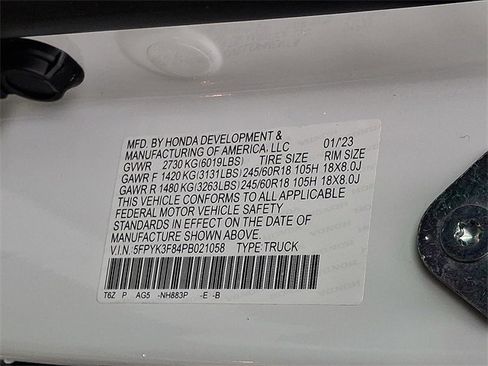 MFD. BY HONDA DEVELOPMENT &
MANUFACTURING OF AMERICA, LLC 01/'23
GVWR 2730 KG(6019LBS) TIRE SIZE RIM SIZE
GAWR F 1420 KG(3131LBS) 245/60R18 105H 18X8.0J
GAWR R 1480 KG(3263LBS) 245/60R18 105H 18X8.0J
THIS VEHICLE CONFORMS TO ALL APPLICABLE
FEDERAL MOTOR VEHICLE SAFETY
STANDARDS IN EFFECT ON THE DATE OF
MANUFACTURE SHOWN ABOVE.
V.I.N. 5FPYK3F84PB021058 TYPE:TRUCK
T6Z P AG5 -NH883P -E -B